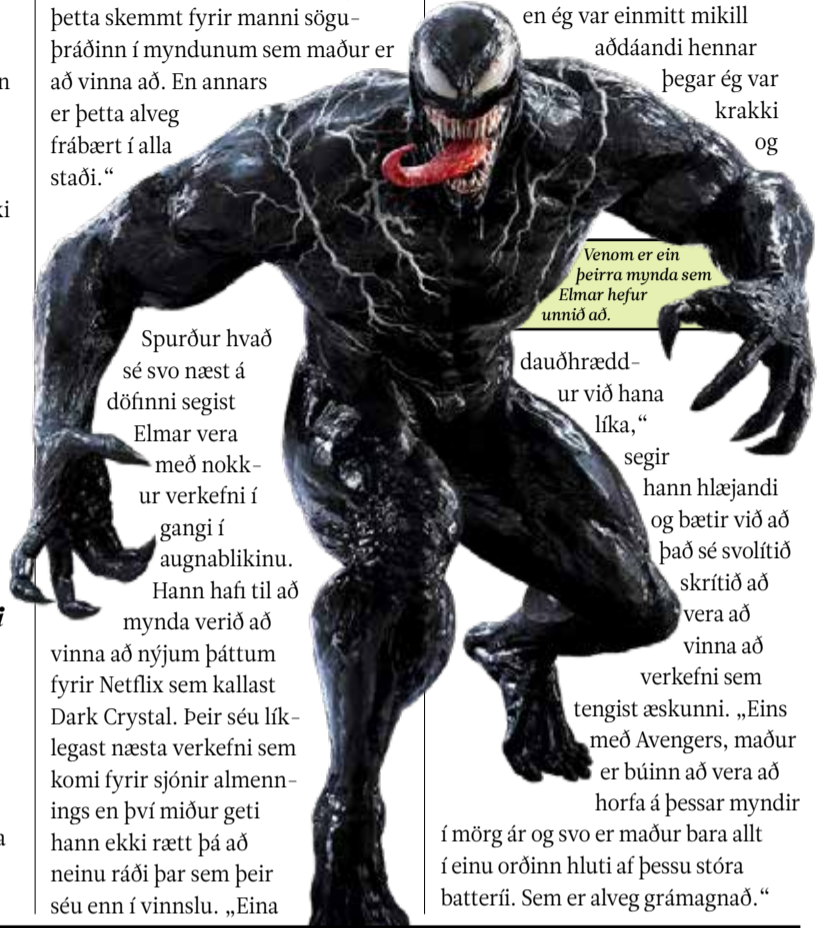 þetta skemmt fyrir manni sögu-
þráðinn í myndunum sem maður er
að vinna að. En annars
er þetta alveg
frábært í alla
staði.“
Spurður hvað
sé svo næst á
döfinni segist
Elmar vera
með nokk-
ur verkefni í
gangi í
augnablikinu.
Hann hafi til að
mynda verið að
vinna að nýjum þáttum
fyrir Netflix sem kallast
Dark Crystal. Þeir séu lík-
legast næsta verkefni sem
komi fyrir sjónir almenn-
ings en því miður geti
hann ekki rætt þá að
neinu ráði þar sem þeir
séu enn í vinnslu. „Eina
en ég var einmitt mikill
aðdáandi hennar
þegar ég var
krakki
og
dauðhrædd-
ur við hana
líka,“
segir
hann hlæjandi
og bætir við að
það sé svolítið
skrítið að
vera að
vinna að
verkefni sem
tengist æskunni. „Eins
með Avengers, maður
er búinn að vera að
horfa á þessar myndir
í mörg ár og svo er maður bara allt
í einu orðinn hluti af þessu stóra
batteríi. Sem er alveg grámagnað.“
Venom er ein
þeirra mynda sem
Elmar hefur
unnið að.